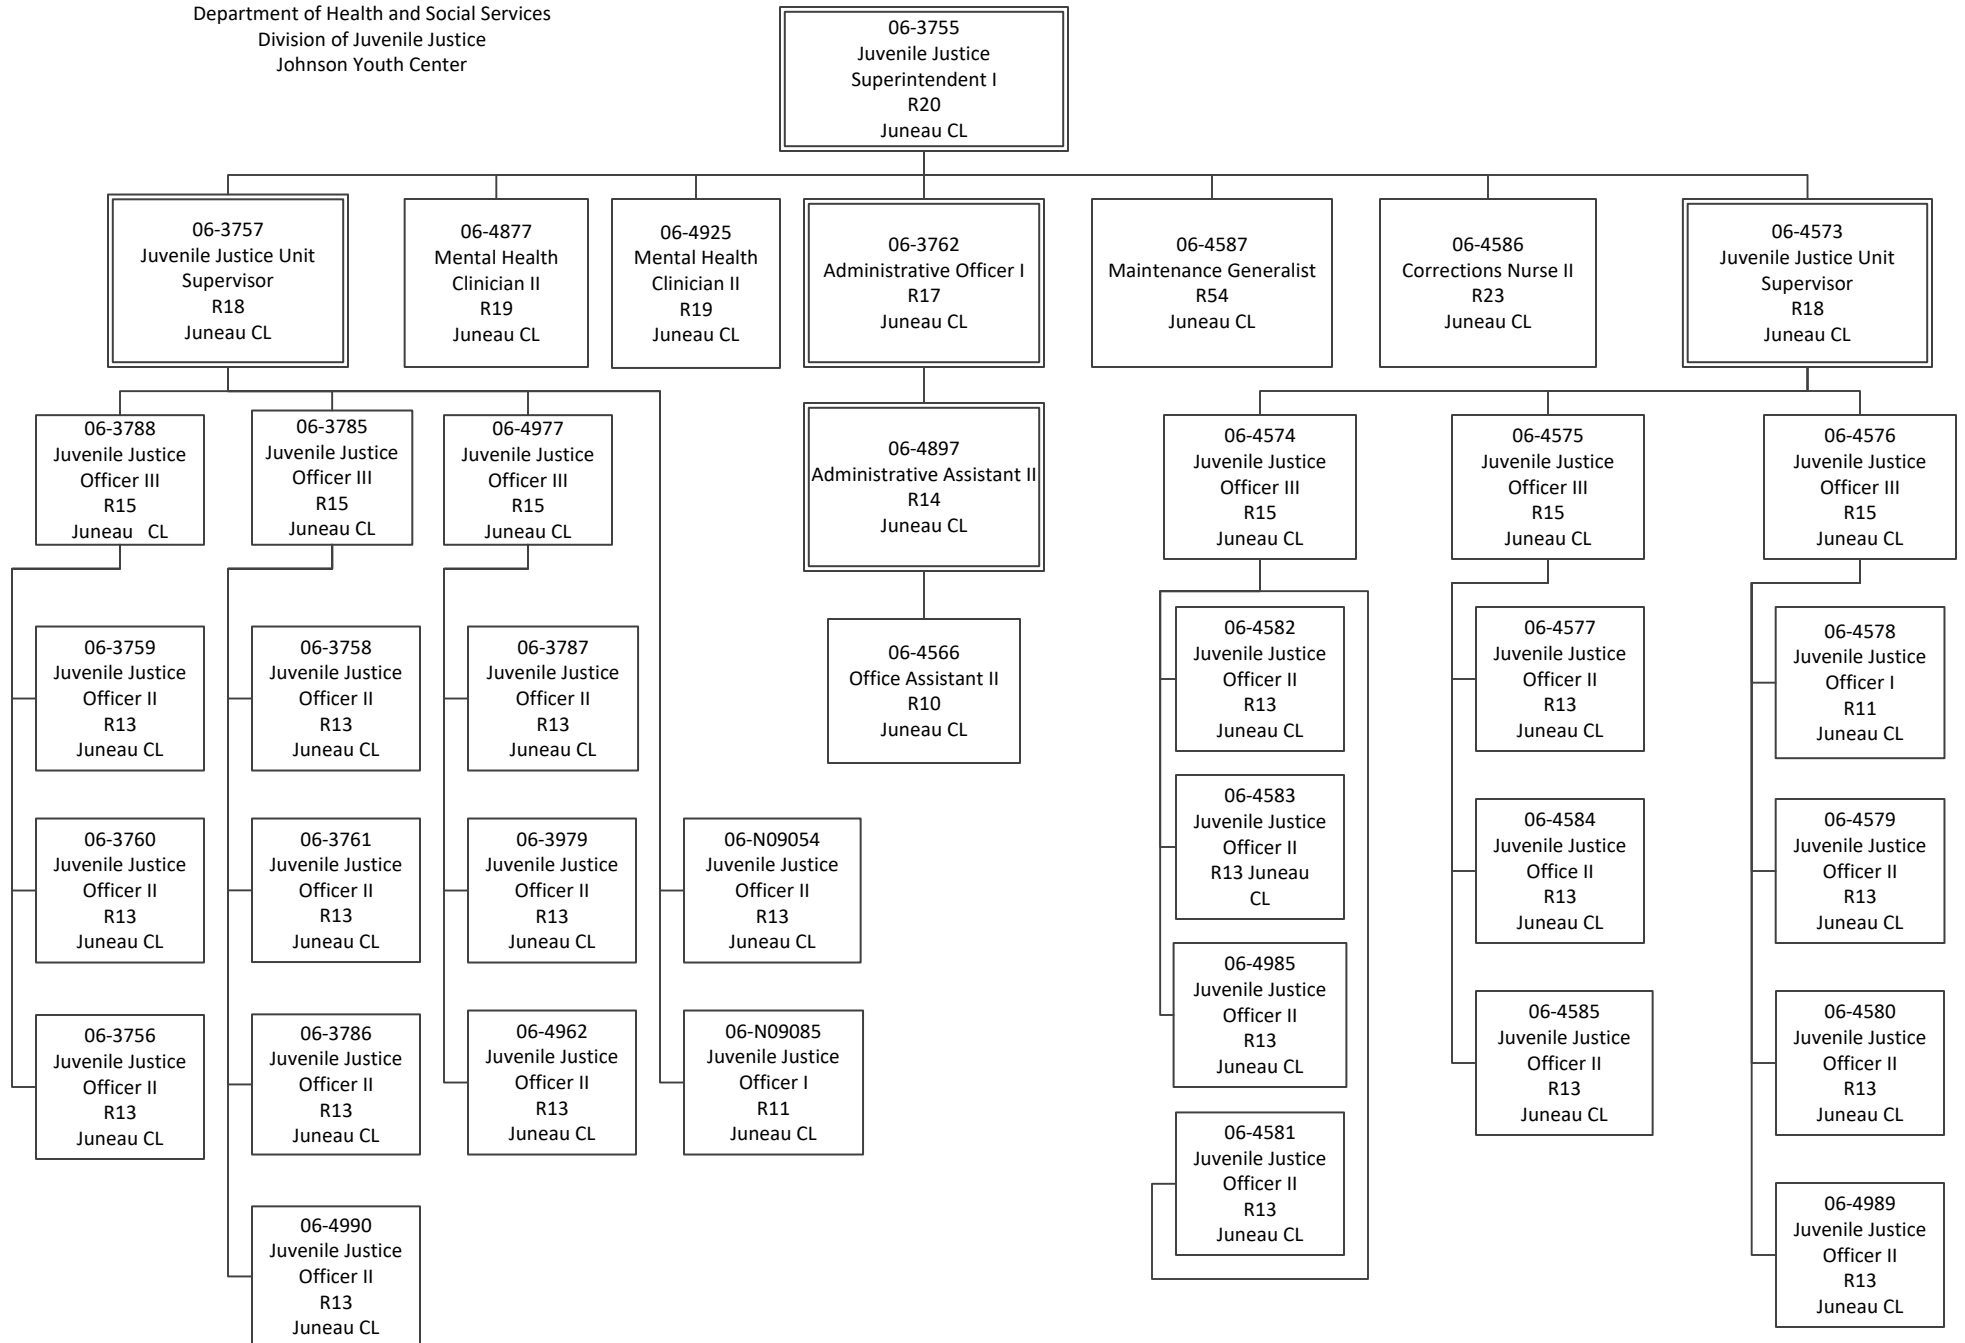 Department of Health and Social Services
Division of Juvenile Justice
Johnson Youth Center
06-3755
Juvenile Justice
Superintendent I
R20
Juneau CL
06-3757
Juvenile Justice Unit
Supervisor
R18
Juneau CL
06-4877
Mental Health
Clinician II
R19
Juneau CL
06-4925
Mental Health
Clinician II
R19
Juneau CL
06-3762
Administrative Officer I
R17
Juneau CL
06-4587
Maintenance Generalist
R54
Juneau CL
06-4586
Corrections Nurse II
R23
Juneau CL
06-4573
Juvenile Justice Unit
Supervisor
R18
Juneau CL
06-3788
Juvenile Justice
Officer III
R15
Juneau CL
06-3785
Juvenile Justice
Officer III
R15
Juneau CL
06-4977
Juvenile Justice
Officer III
R15
Juneau CL
06-4897
Administrative Assistant II
R14
Juneau CL
06-4574
Juvenile Justice
Officer III
R15
Juneau CL
06-4575
Juvenile Justice
Officer III
R15
Juneau CL
06-4576
Juvenile Justice
Officer III
R15
Juneau CL
06-3759
Juvenile Justice
Officer II
R13
Juneau CL
06-3758
Juvenile Justice
Officer II
R13
Juneau CL
06-3787
Juvenile Justice
Officer II
R13
Juneau CL
06-4566
Office Assistant II
R10
Juneau CL
06-4582
Juvenile Justice
Officer II
R13
Juneau CL
06-4577
Juvenile Justice
Officer II
R13
Juneau CL
06-4578
Juvenile Justice
Officer I
R11
Juneau CL
06-3760
Juvenile Justice
Officer II
R13
Juneau CL
06-3761
Juvenile Justice
Officer II
R13
Juneau CL
06-3979
Juvenile Justice
Officer II
R13
Juneau CL
06-N09054
Juvenile Justice
Officer II
R13
Juneau CL
06-4583
Juvenile Justice
Officer II
R13 Juneau
CL
06-4584
Juvenile Justice
Office II
R13
Juneau CL
06-4579
Juvenile Justice
Officer II
R13
Juneau CL
06-3756
Juvenile Justice
Officer II
R13
Juneau CL
06-3786
Juvenile Justice
Officer II
R13
Juneau CL
06-4962
Juvenile Justice
Officer II
R13
Juneau CL
06-N09085
Juvenile Justice
Officer I
R11
Juneau CL
06-4985
Juvenile Justice
Officer II
R13
Juneau CL
06-4585
Juvenile Justice
Officer II
R13
Juneau CL
06-4580
Juvenile Justice
Officer II
R13
Juneau CL
06-4990
Juvenile Justice
Officer II
R13
Juneau CL
06-4581
Juvenile Justice
Officer II
R13
Juneau CL
06-4989
Juvenile Justice
Officer II
R13
Juneau CL